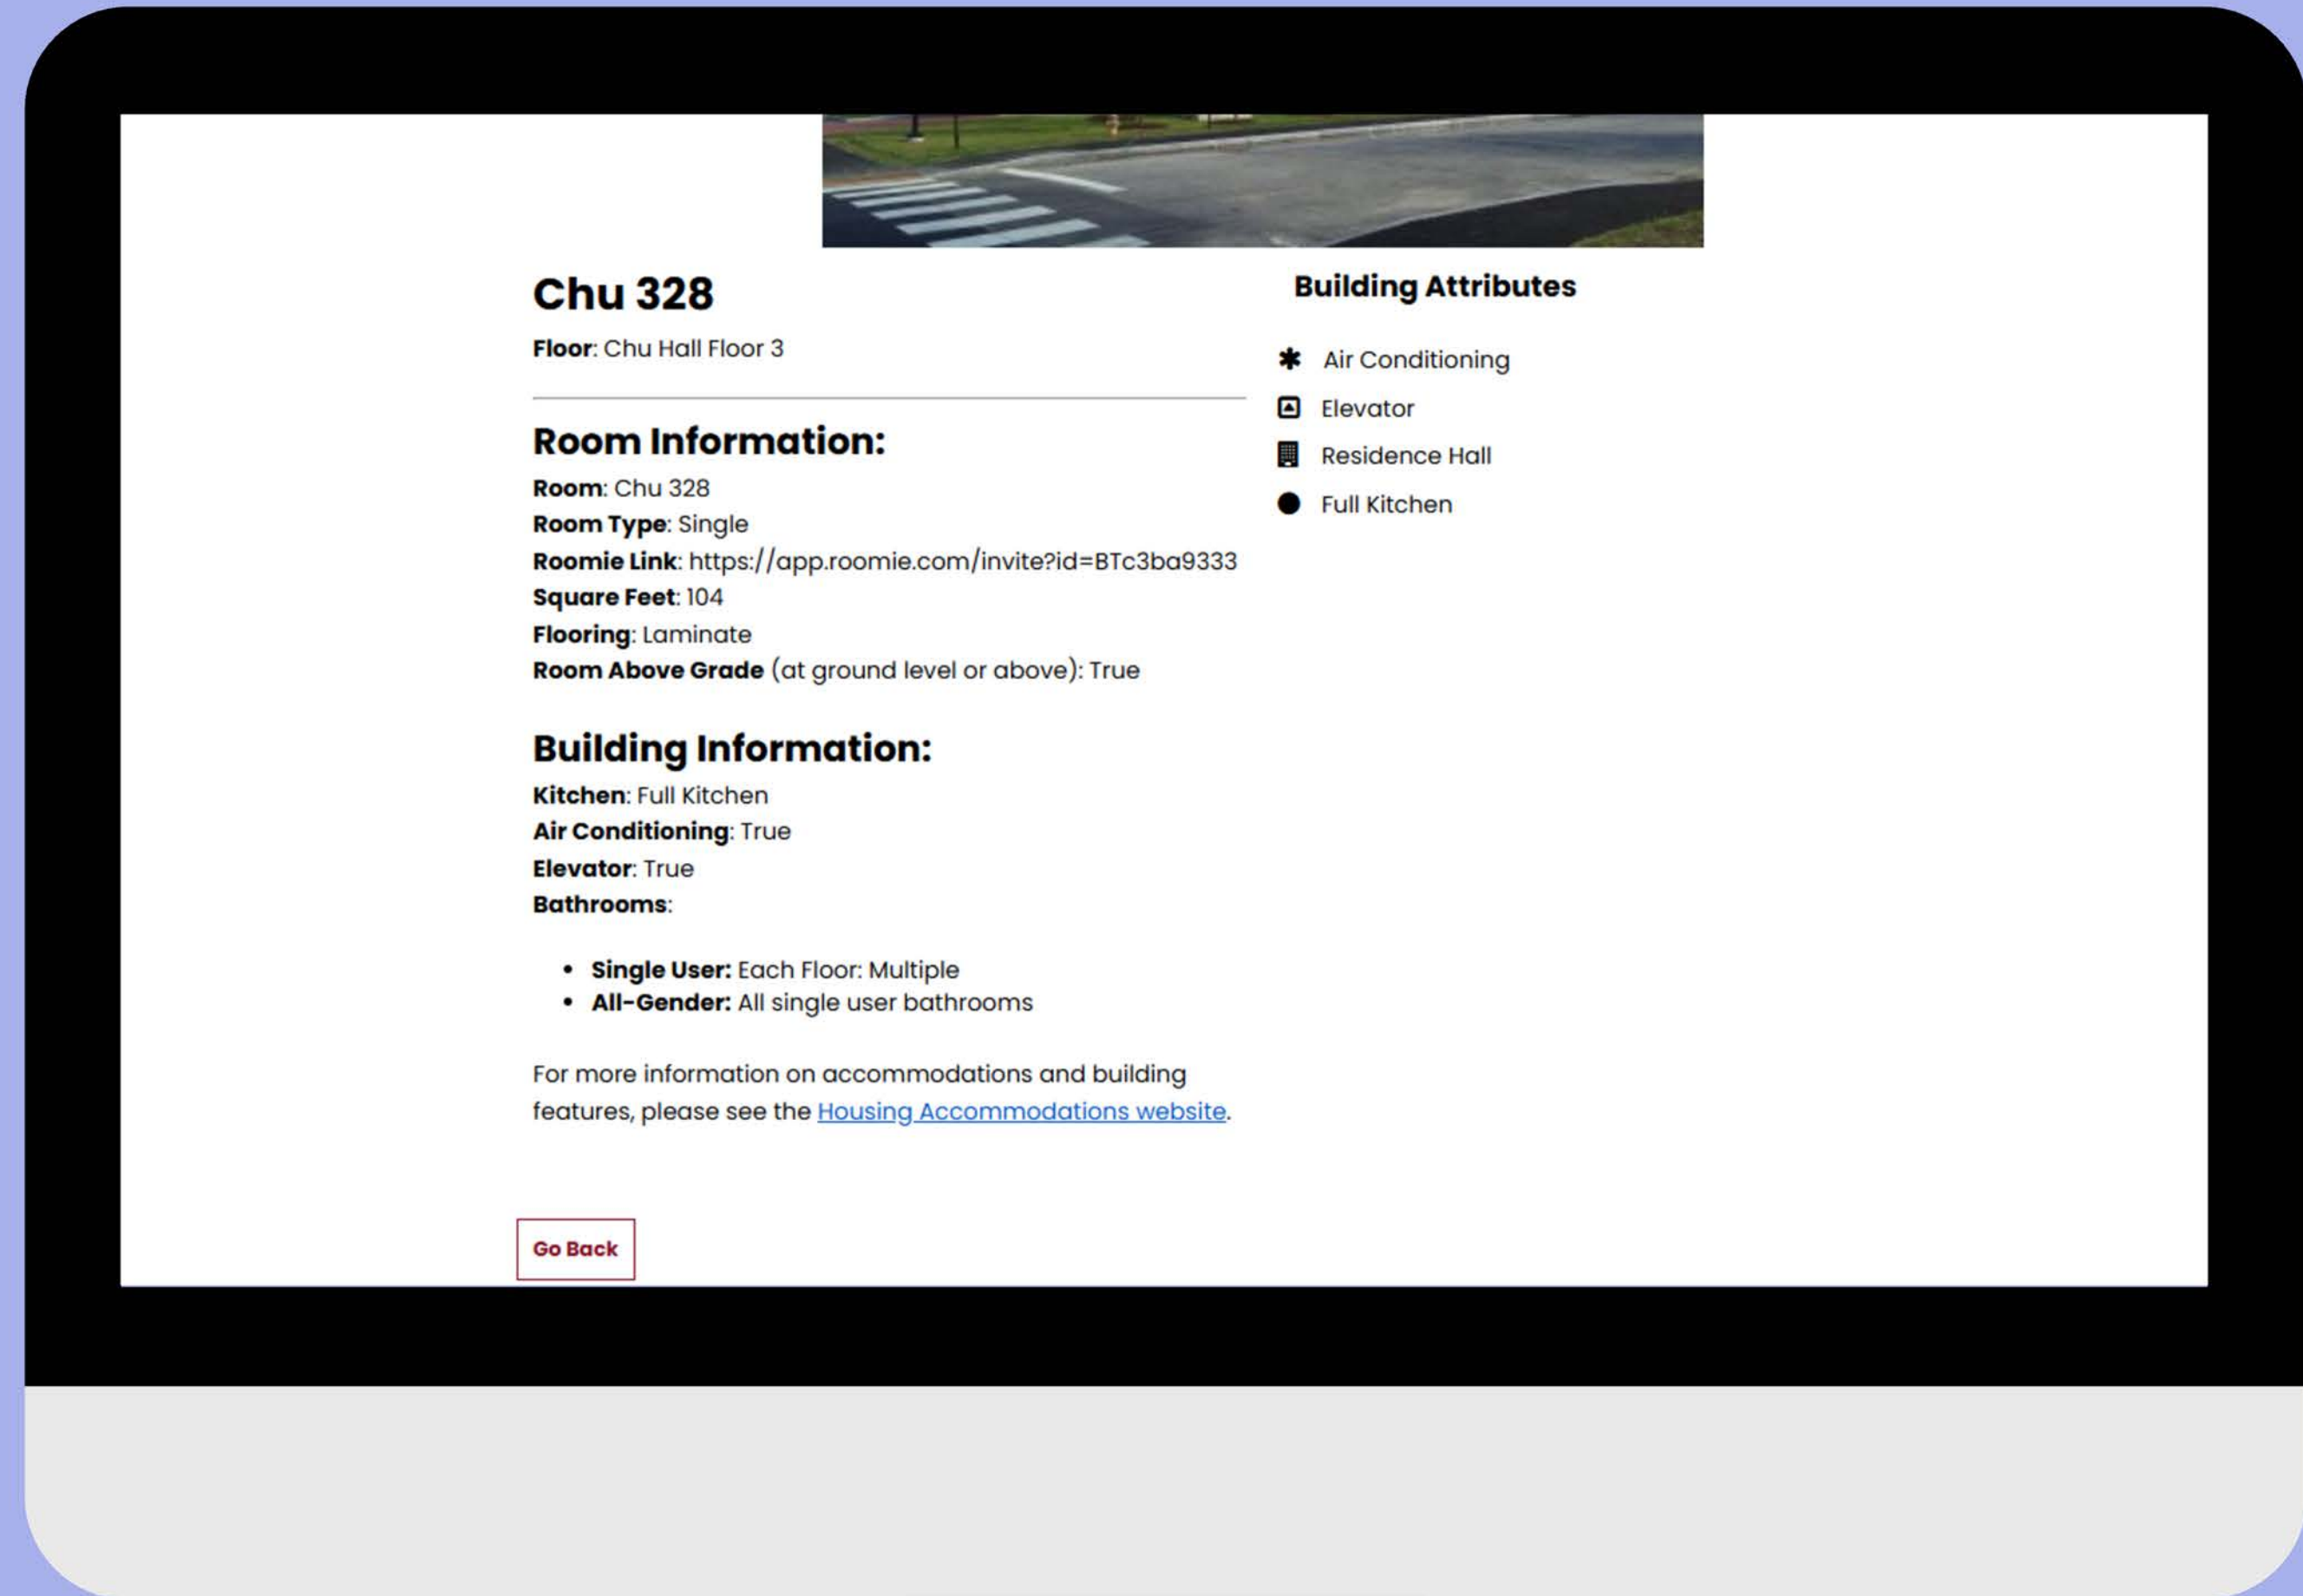 Chu 328
Floor: Chu Hall Floor 3
Room Information:
Room: Chu 328
Room Type: Single
Roomie Link: https://app.roomie.com/invite?id=BTc3ba9333
Square Feet: 104
Flooring: Laminate
Room Above Grade (at ground level or above): True
Building Information:
Kitchen: Full Kitchen
Air Conditioning: True
Elevator: True
Bathrooms:
• Single User: Each Floor: Multiple
• All-Gender: All single user bathrooms
For more information on accommodations and building
features, please see the Housing Accommodations website.
Go Back
Building Attributes
Air Conditioning
Elevator
Residence Hall
Full Kitchen